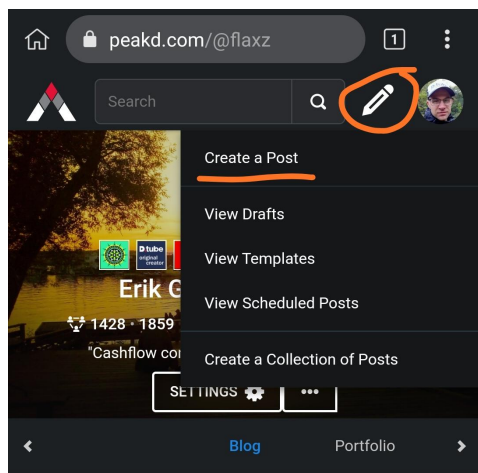 peakd.com/@flaxz
1
Search
Create a Post
View Drafts
View Templates
View Scheduled Posts
Create a Collection of Posts
D tube
original
creator
Erik G
1428 · 1859
"Cashflow cor
SETTINGS
Blog
Portfolio